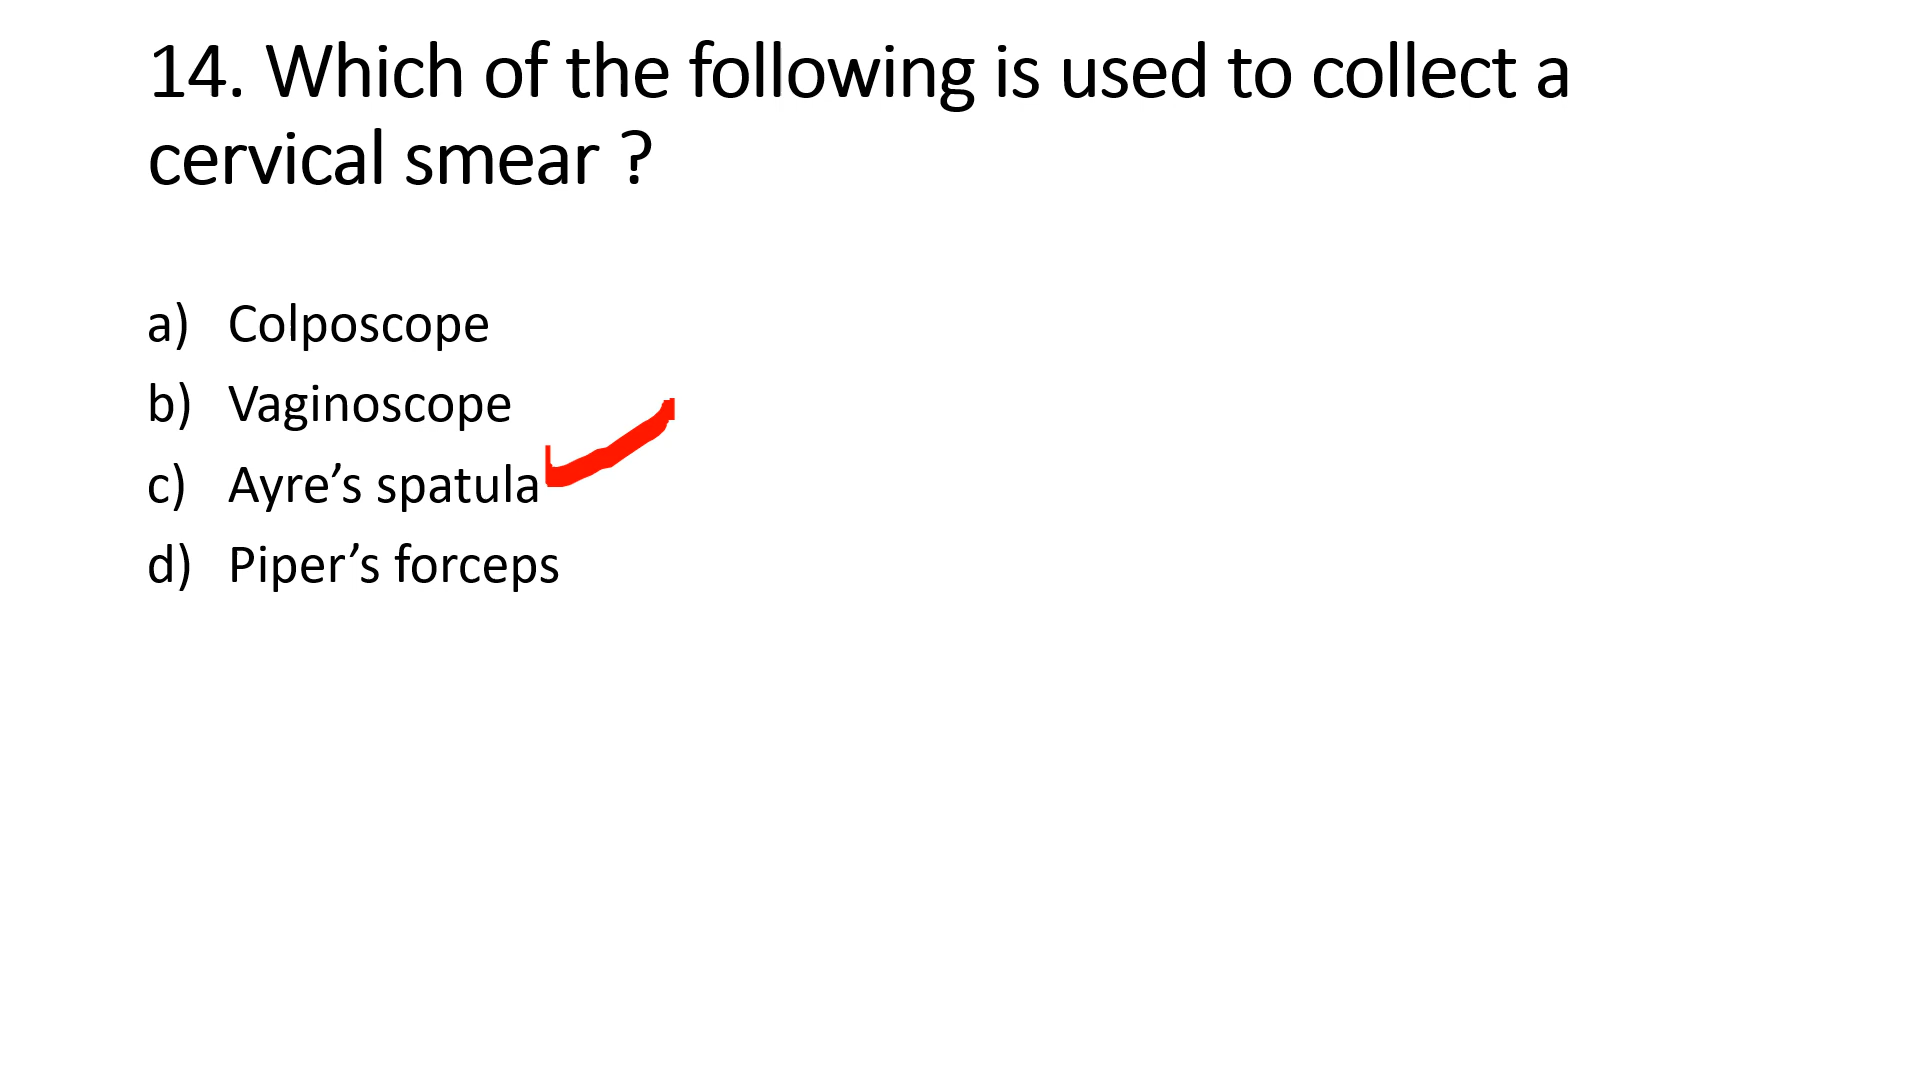 14. Which of the following is used to collect a
cervical smear ?
a) Colposcope
b) Vaginoscope
c) Ayre’s spatula
d) Piper’s forceps